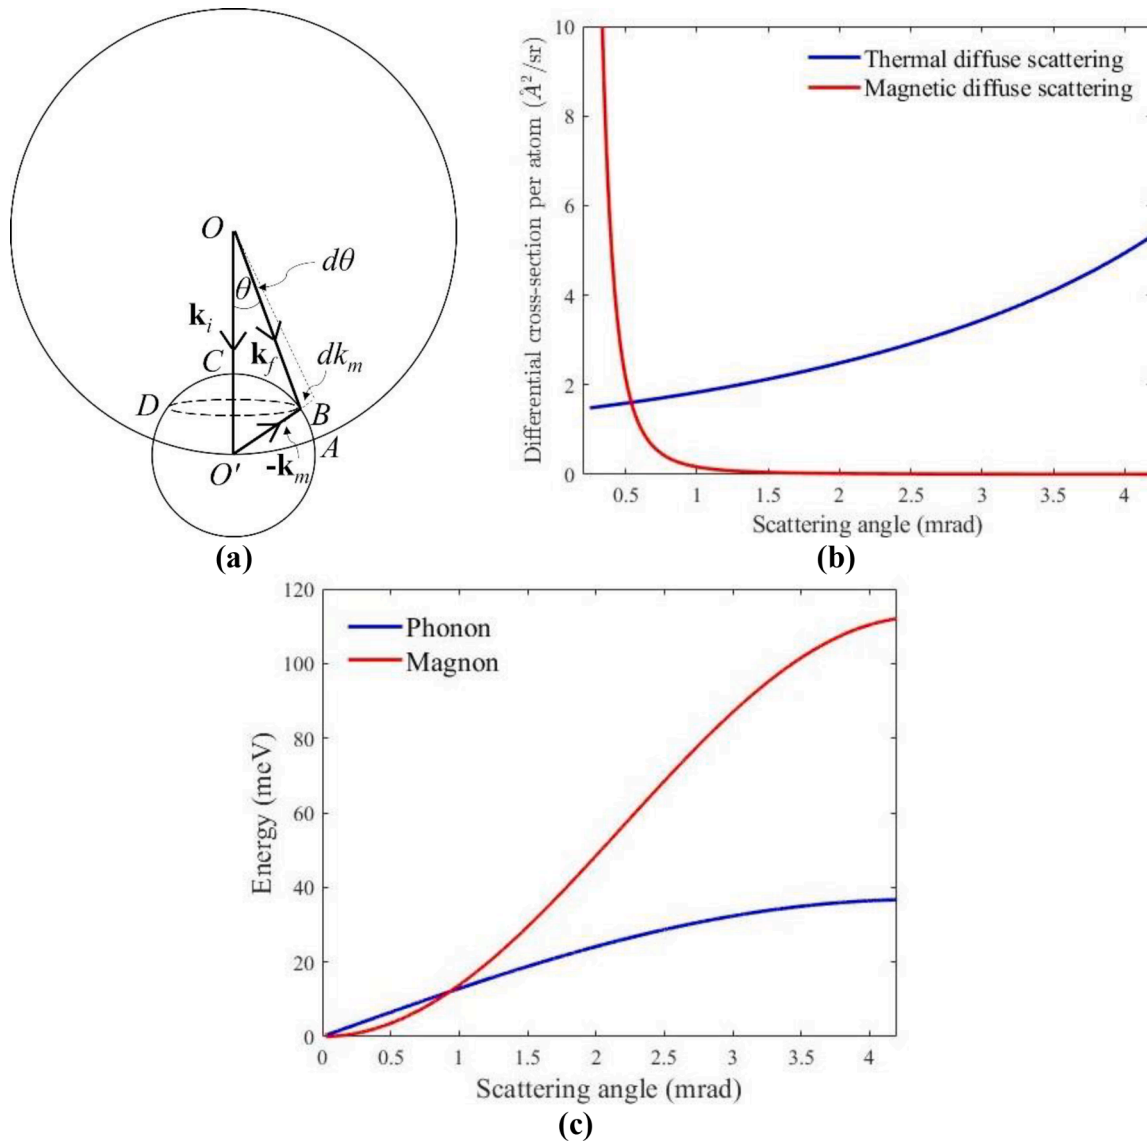 O
dθ
θ
k_i
k_f
dk_m
C
D
B
A
O'
-k_m
(a)
Differential cross-section per atom (Å²/sr)
10
8
6
4
2
0
Thermal diffuse scattering
Magnetic diffuse scattering
0.5 1 1.5 2 2.5 3 3.5 4
Scattering angle (mrad)
(b)
Energy (meV)
120
100
80
60
40
20
0
Phonon
Magnon
0 0.5 1 1.5 2 2.5 3 3.5 4
Scattering angle (mrad)
(c)